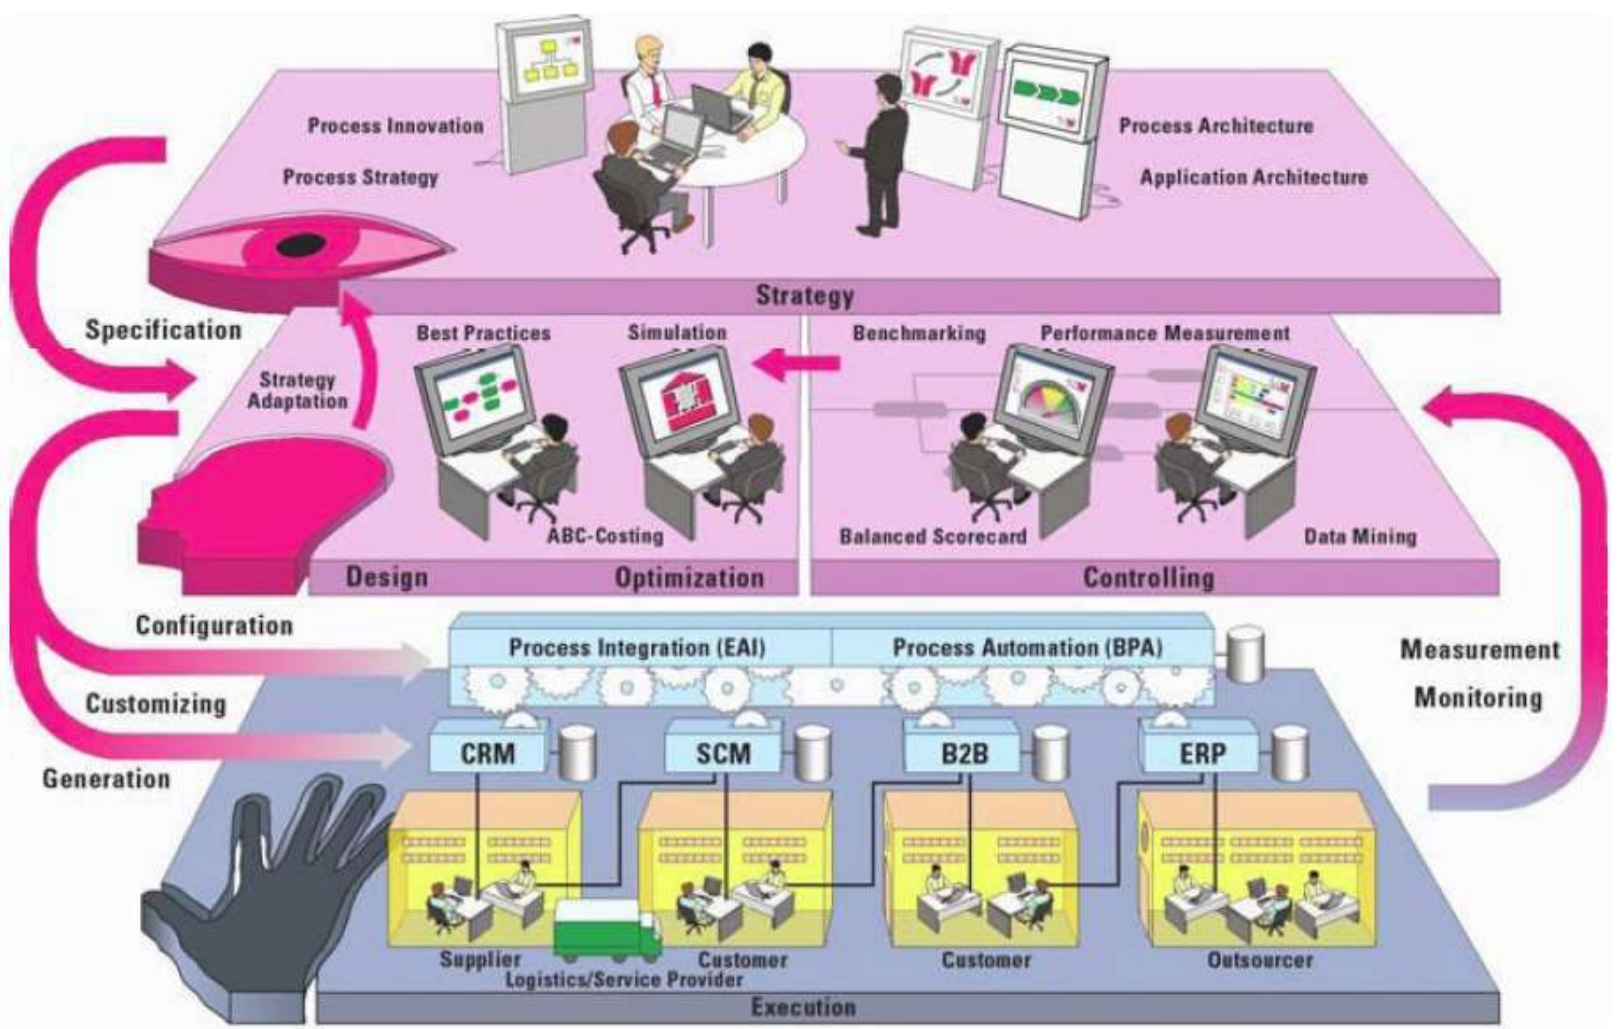 Process Innovation
Process Architecture
Process Strategy
Application Architecture
Strategy
Specification
Best Practices
Simulation
Benchmarking
Performance Measurement
Strategy
Adaptation
ABC-Costing
Balanced Scorecard
Data Mining
Design
Optimization
Controlling
Configuration
Process Integration (EAI)
Process Automation (BPA)
Measurement
Customizing
Monitoring
CRM
SCM
B2B
ERP
Generation
Supplier
Customer
Customer
Outsourcer
Logistics/Service Provider
Execution